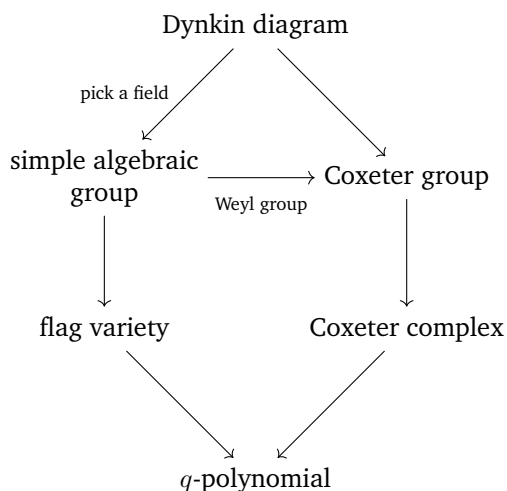 Dynkin diagram
pick a field
simple algebraic
group
Coxeter group
Weyl group
flag variety
Coxeter complex
q-polynomial